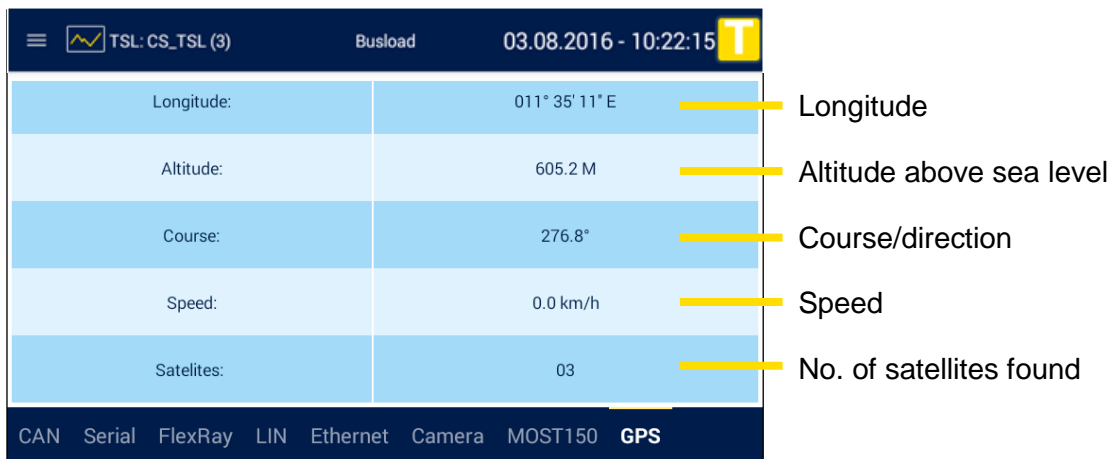 TSL: CS_TSL (3) Busload 03.08.2016 - 10:22:15 T
Longitude: 011° 35' 11" E Longitude
Altitude: 605.2 M Altitude above sea level
Course: 276.8° Course/direction
Speed: 0.0 km/h Speed
Satelites: 03 No. of satellites found
CAN Serial FlexRay LIN Ethernet Camera MOST150 GPS